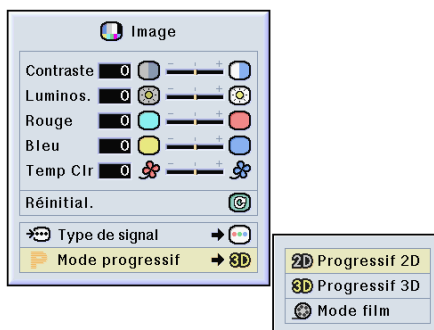 Image
Contraste 0
Luminos. 0
Rouge 0
Bleu 0
Temp Clr 0
Réinitial.
Type de signal
P Mode progressif 3D
2D Progressif 2D
3D Progressif 3D
Mode film